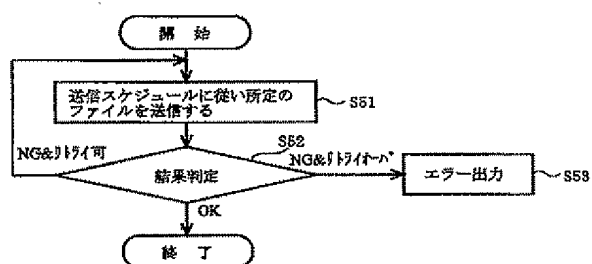 開 始
送信スケジュールに従い所定の
ファイルを送信する
S51
S52
NG&ﾘﾄﾗｲ可
NG&ﾘﾄﾗｲｵｰﾊﾞ
結果判定
エラー出力
S53
OK
終 了